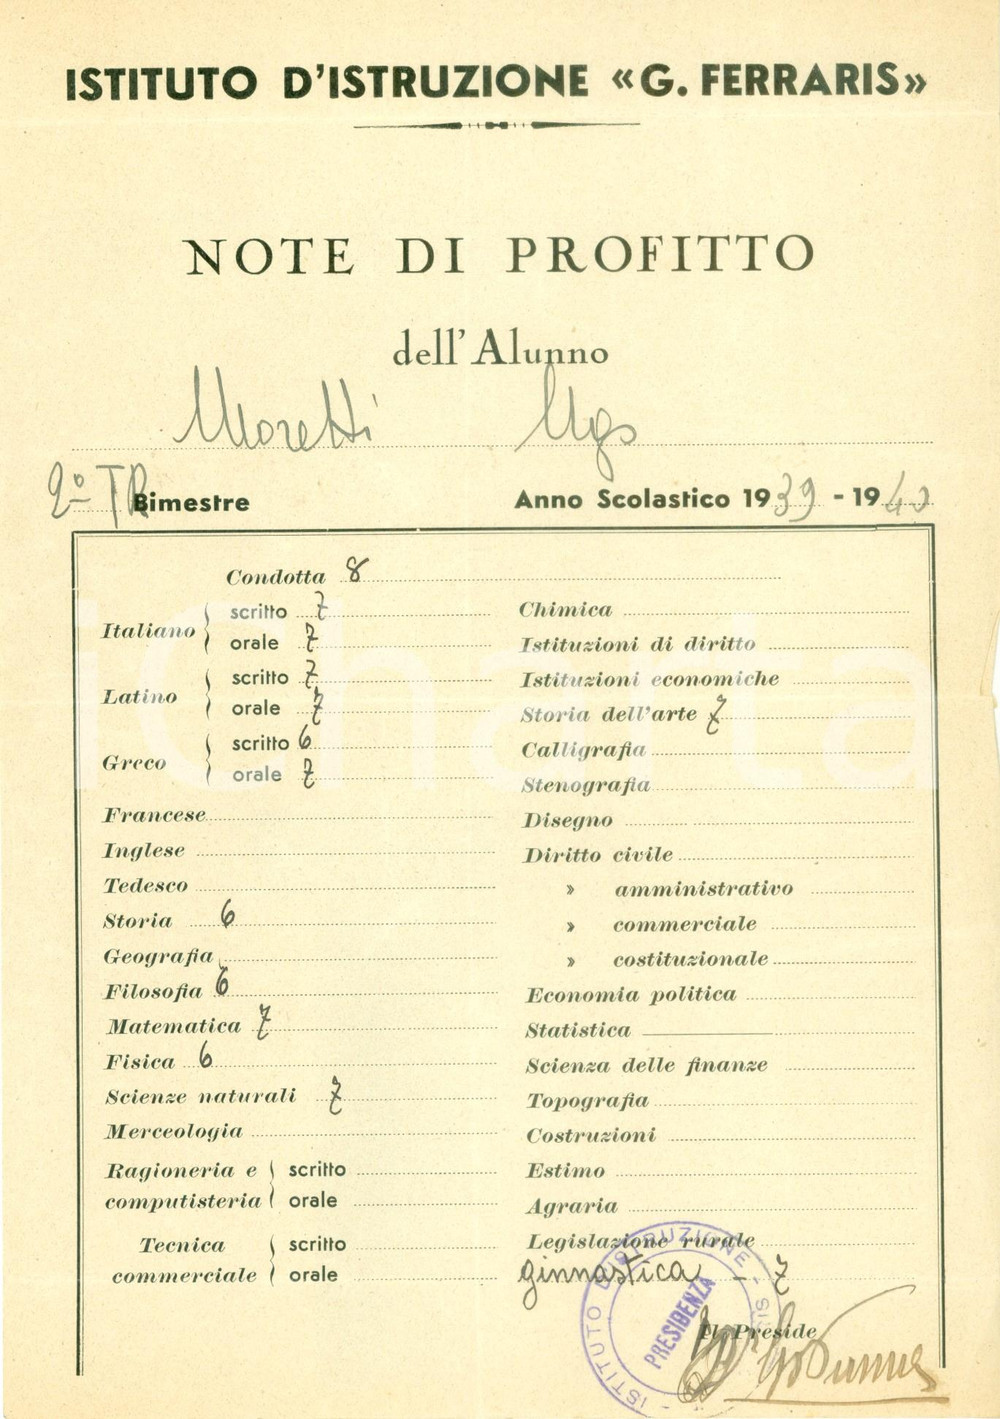 ISTITUTO D'ISTRUZIONE «G. FERRARIS»
NOTE DI PROFITTO
dell'Alunno
Moretti Ugo
2º TR Bimestre Anno Scolastico 1939 - 1940
Condotta 8
Italiano scritto 7
orale 7
Latino scritto 7
orale 7
Greco scritto 6
orale 7
Francese
Inglese
Tedesco
Storia 6
Geografia
Filosofia 6
Matematica 7
Fisica 6
Scienze naturali 7
Merceologia
Ragioneria e computisteria scritto
orale
Tecnica commerciale scritto
orale
Chimica
Istituzioni di diritto
Istituzioni economiche
Storia dell'arte 7
Calligrafia
Stenografia
Disegno
Diritto civile
» amministrativo
» commerciale
» costituzionale
Economia politica
Statistica
Scienza delle finanze
Topografia
Costruzioni
Estimo
Agraria
Legislazione rurale
ginnastica - 7
Il Preside
ISTITUTO D'ISTRUZIONE
PRESIDENZA